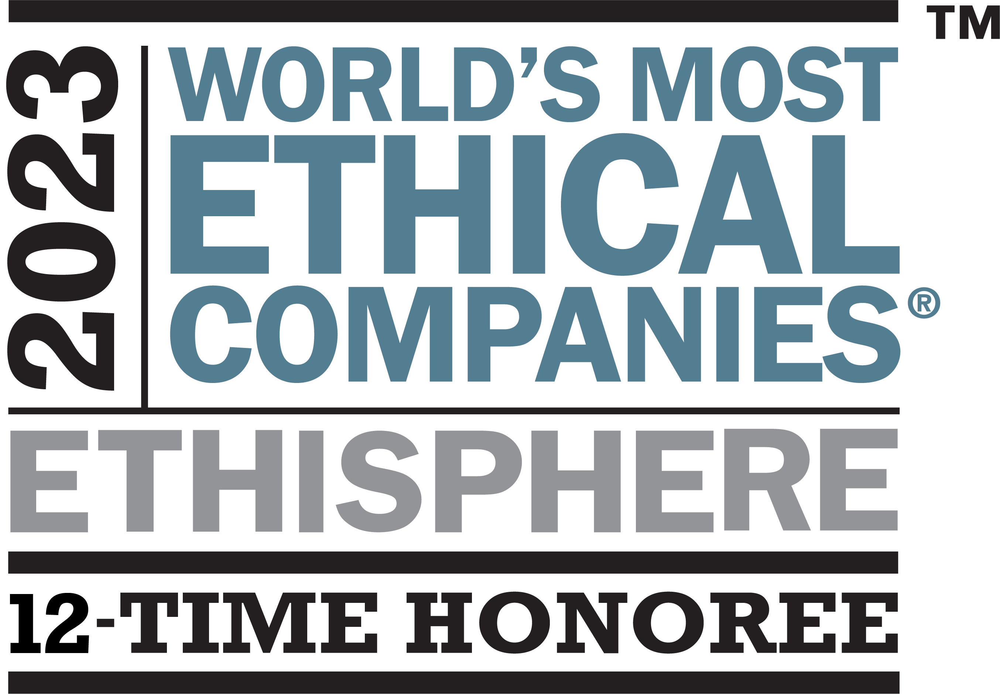 2023
WORLD'S MOST
ETHICAL
COMPANIES®
ETHISPHERE
12-TIME HONOREE
™